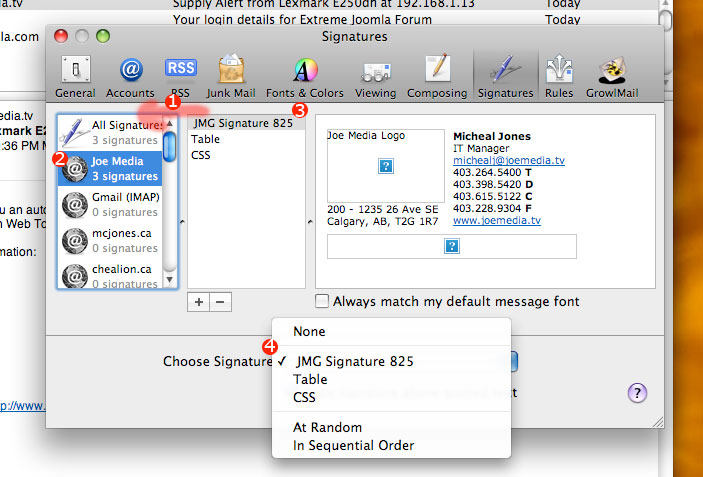 la.tv
Supply Alert from Lexmark E250dn at 192.168.1.13
Today
Your login details for Extreme Joomla Forum
Today
la.com
Signatures
General
Accounts
RSS
RSS
Junk Mail
Fonts & Colors
Viewing
Composing
Signatures
Rules
GrowlMail
1
3
edia.tv
xmark E2
:36 PM M
All Signatures
3 signatures
2
Joe Media
3 signatures
Gmail (IMAP)
0 signatures
mcjones.ca
0 signatures
chealion.ca
0 signatures
JMG Signature 825
Table
CSS
Joe Media Logo
200 - 1235 26 Ave SE
Calgary, AB, T2G 1R7
Micheal Jones
IT Manager
michealj@joemedia.tv
403.264.5400 T
403.398.5420 D
403.615.5122 C
403.228.9304 F
www.joemedia.tv
u an auto
n Web To
mation:
+ −
Always match my default message font
None
4
Choose Signature
✓ JMG Signature 825
Table
CSS
At Random
In Sequential Order
?
p://www.